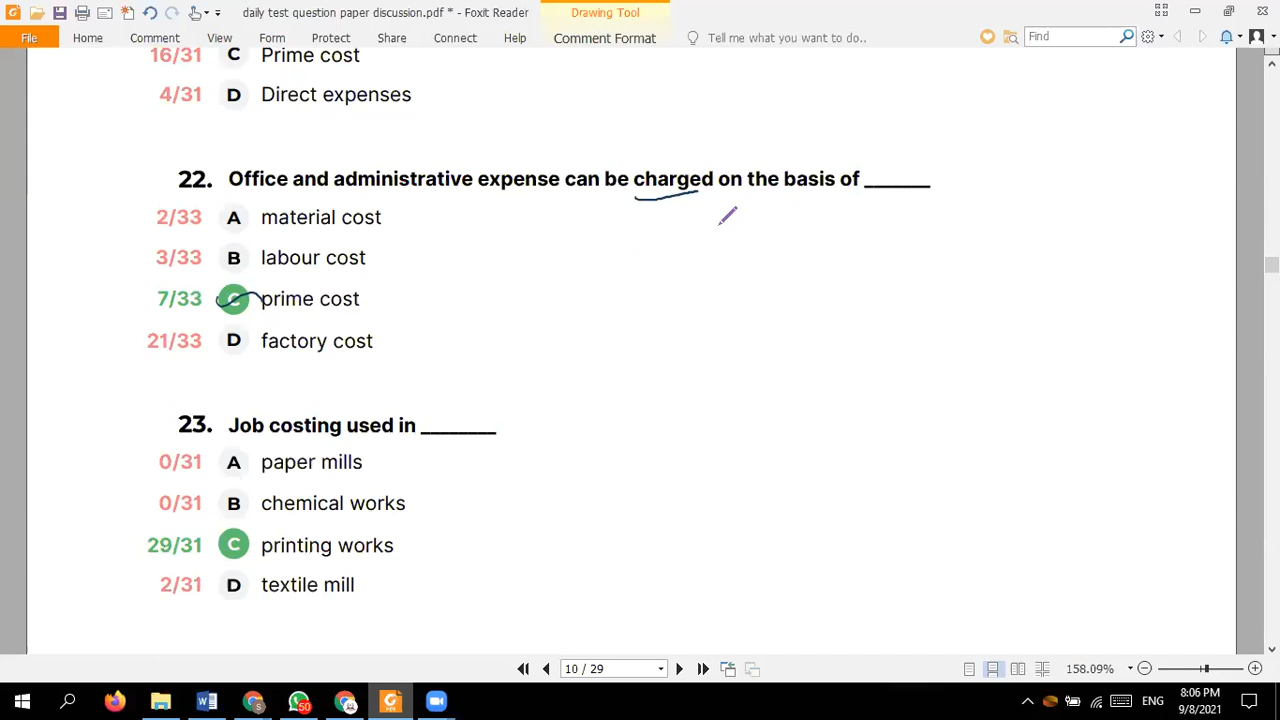 daily test question paper discussion.pdf * - Foxit Reader
Drawing Tool
File
Home
Comment
View
Form
Protect
Share
Connect
Help
Comment Format
Tell me what you want to do..
Find
16/31 C Prime cost
4/31 D Direct expenses
22. Office and administrative expense can be charged on the basis of _______
2/33 A material cost
3/33 B labour cost
7/33 C prime cost
21/33 D factory cost
23. Job costing used in ________
0/31 A paper mills
0/31 B chemical works
29/31 C printing works
2/31 D textile mill
10 / 29
158.09%
50
ENG
8:06 PM
9/8/2021